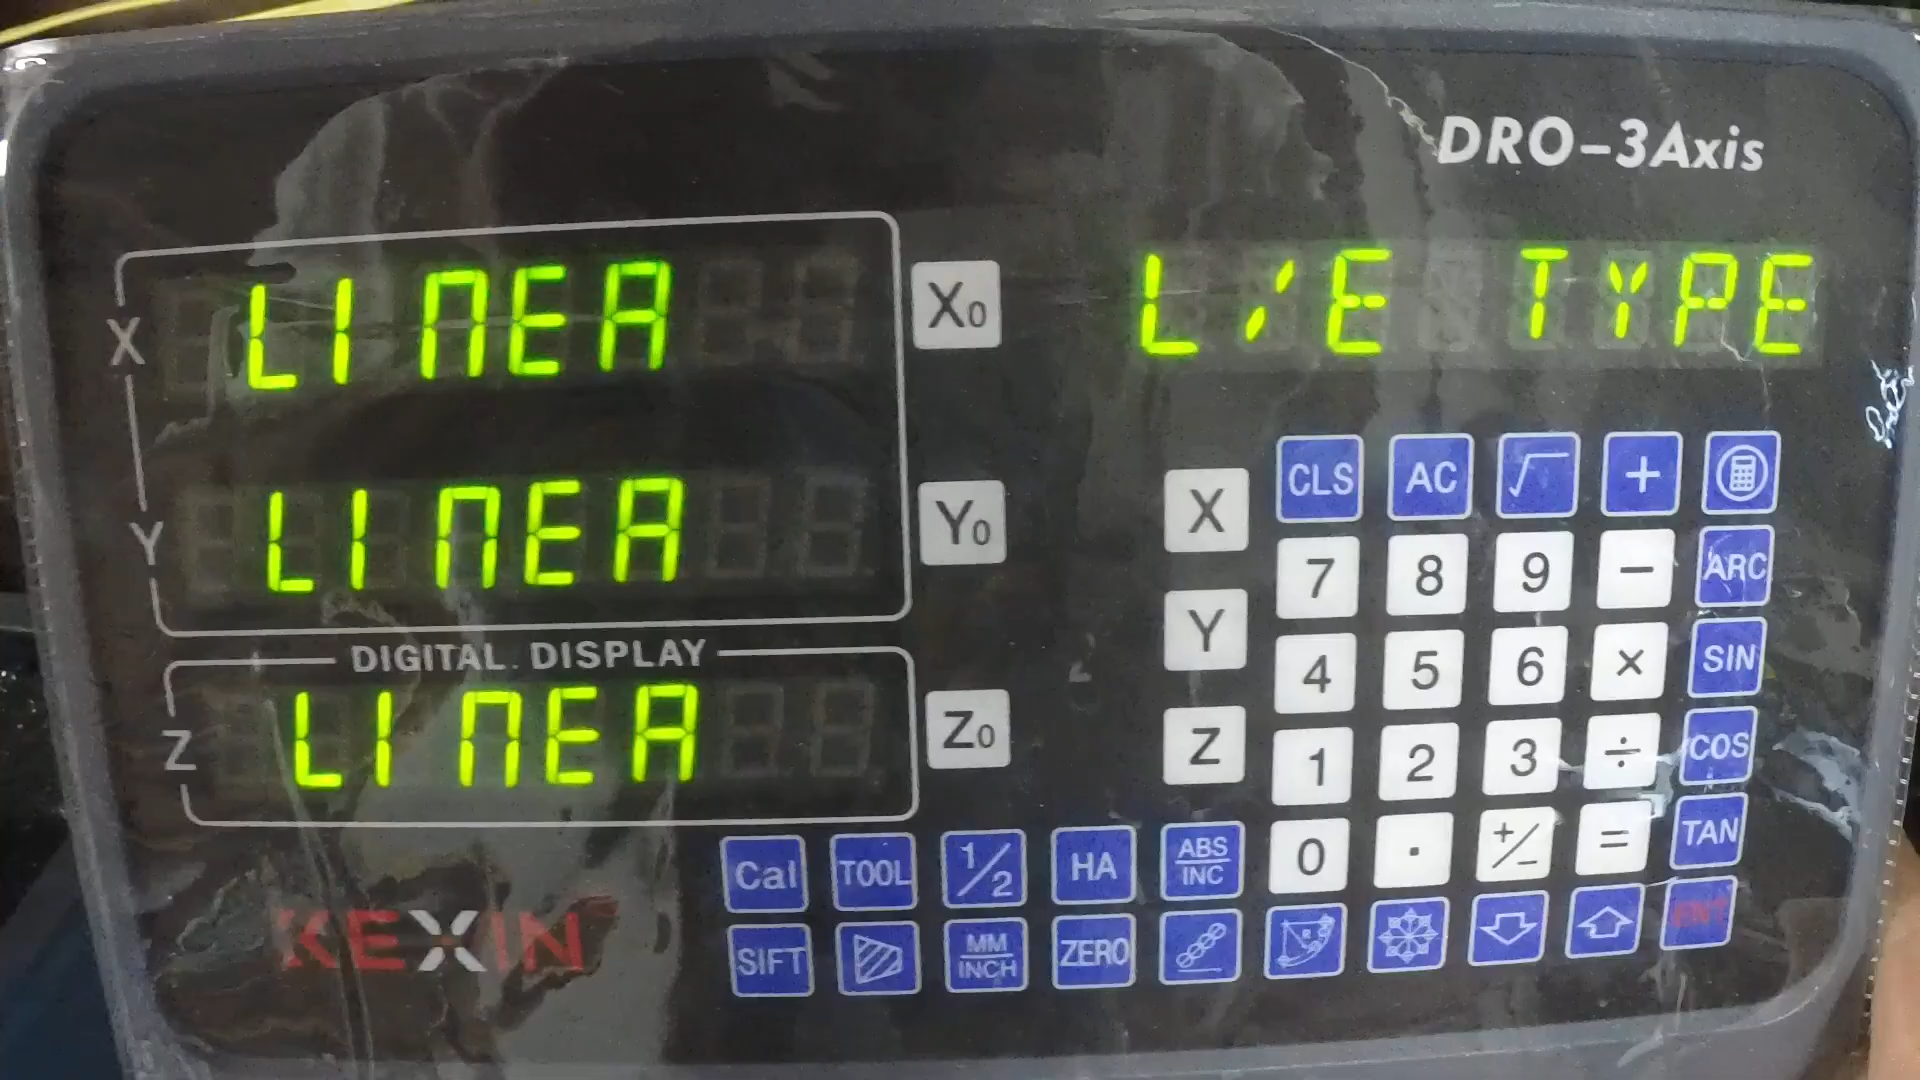 DRO-3Axis
X LINEA X0 L/E TYPE
Y LINEA Y0
DIGITAL. DISPLAY
Z LINEA Z0
CLS AC √ +
X 7 8 9 − ARC
Y 4 5 6 × SIN
Z 1 2 3 ÷ COS
0 . +/− = TAN
Cal TOOL 1/2 HA ABS/INC
SIFT MM/INCH ZERO ENT
KEXIN